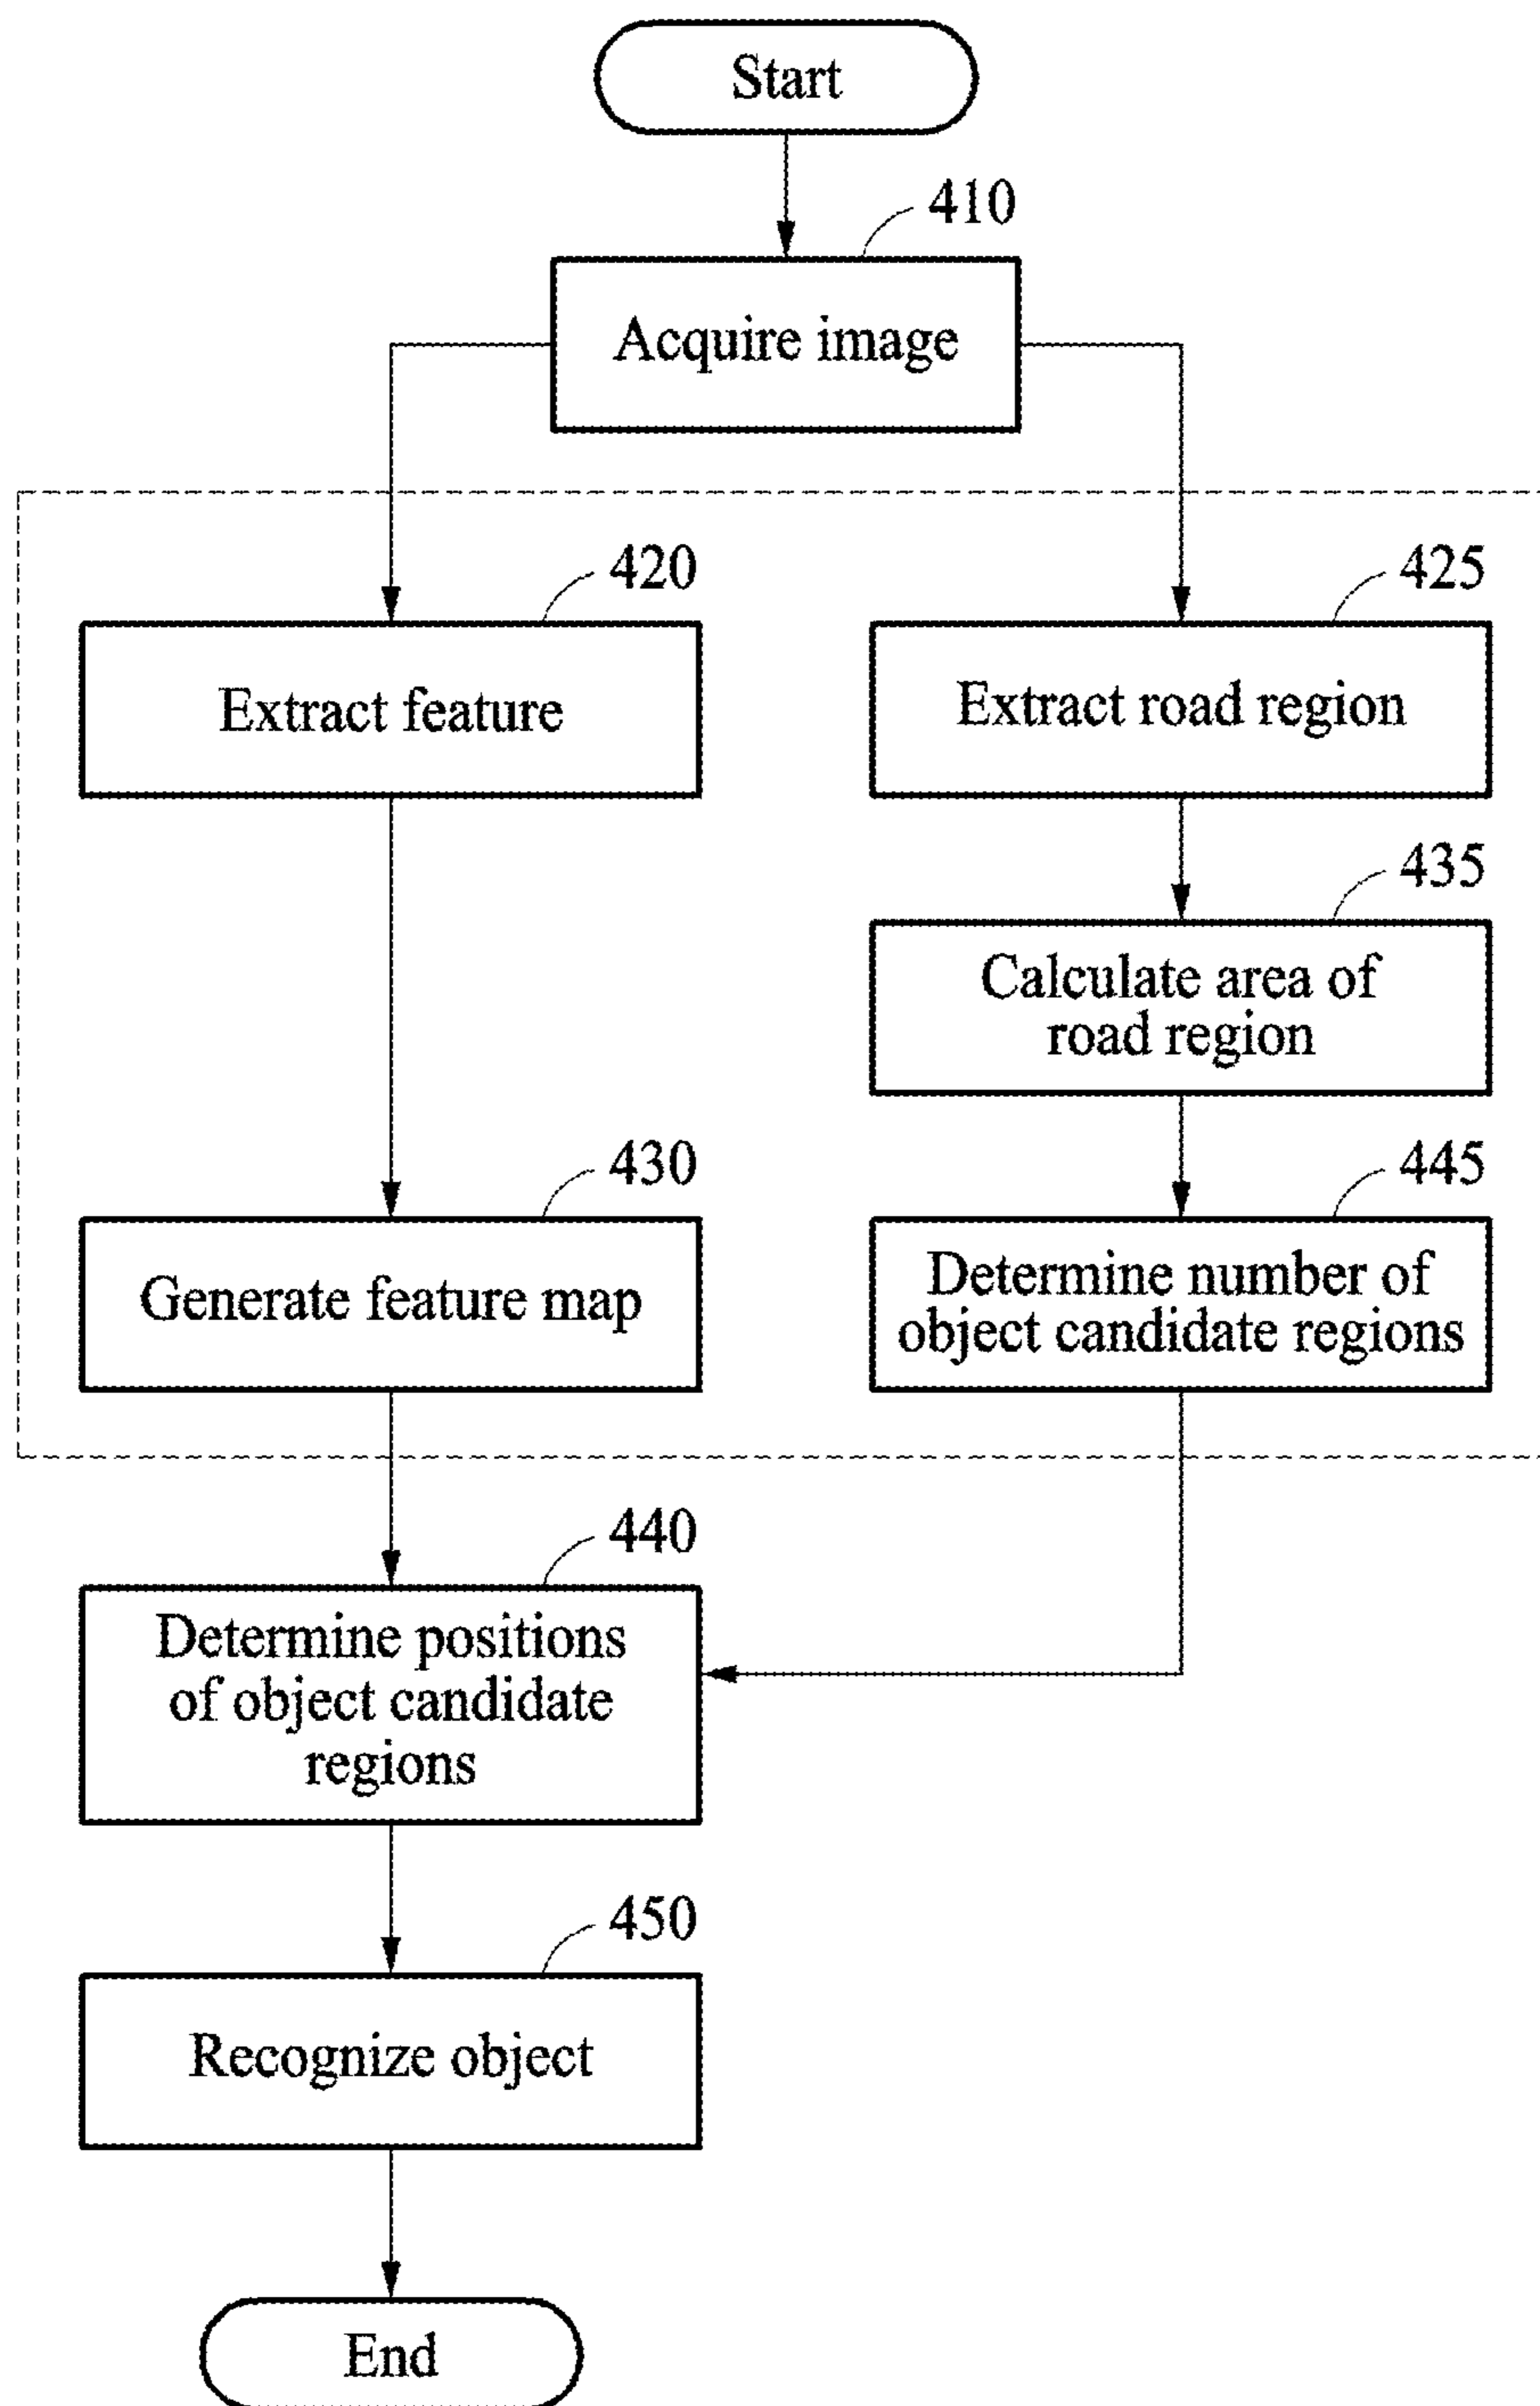 Start
410
Acquire image
420
Extract feature
425
Extract road region
435
Calculate area of
road region
430
Generate feature map
445
Determine number of
object candidate regions
440
Determine positions
of object candidate
regions
450
Recognize object
End